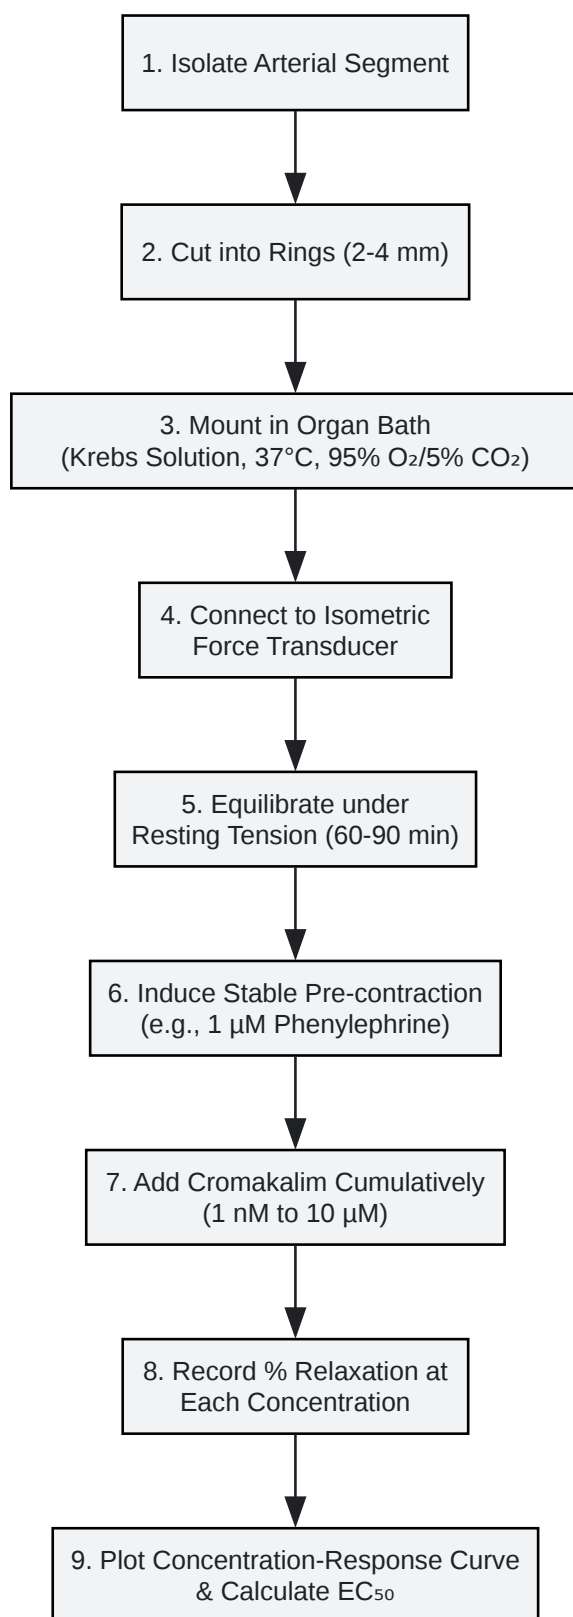 1. Isolate Arterial Segment
2. Cut into Rings (2-4 mm)
3. Mount in Organ Bath
(Krebs Solution, 37°C, 95% O₂/5% CO₂)
4. Connect to Isometric
Force Transducer
5. Equilibrate under
Resting Tension (60-90 min)
6. Induce Stable Pre-contraction
(e.g., 1 µM Phenylephrine)
7. Add Cromakalim Cumulatively
(1 nM to 10 µM)
8. Record % Relaxation at
Each Concentration
9. Plot Concentration-Response Curve
& Calculate EC₅₀